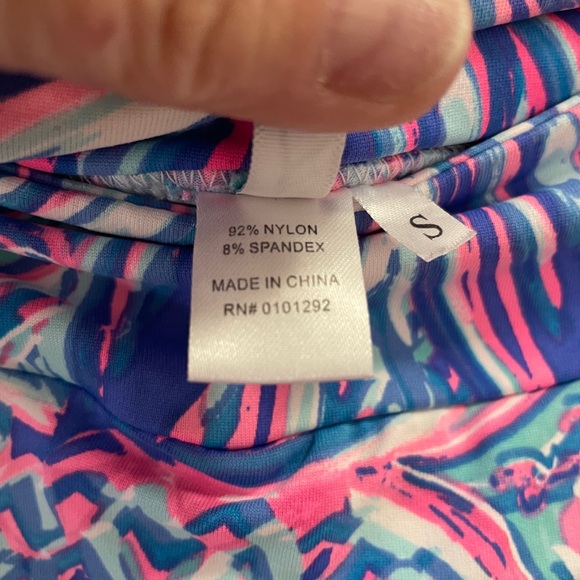 92% NYLON
8% SPANDEX
MADE IN CHINA
RN# 0101292
S